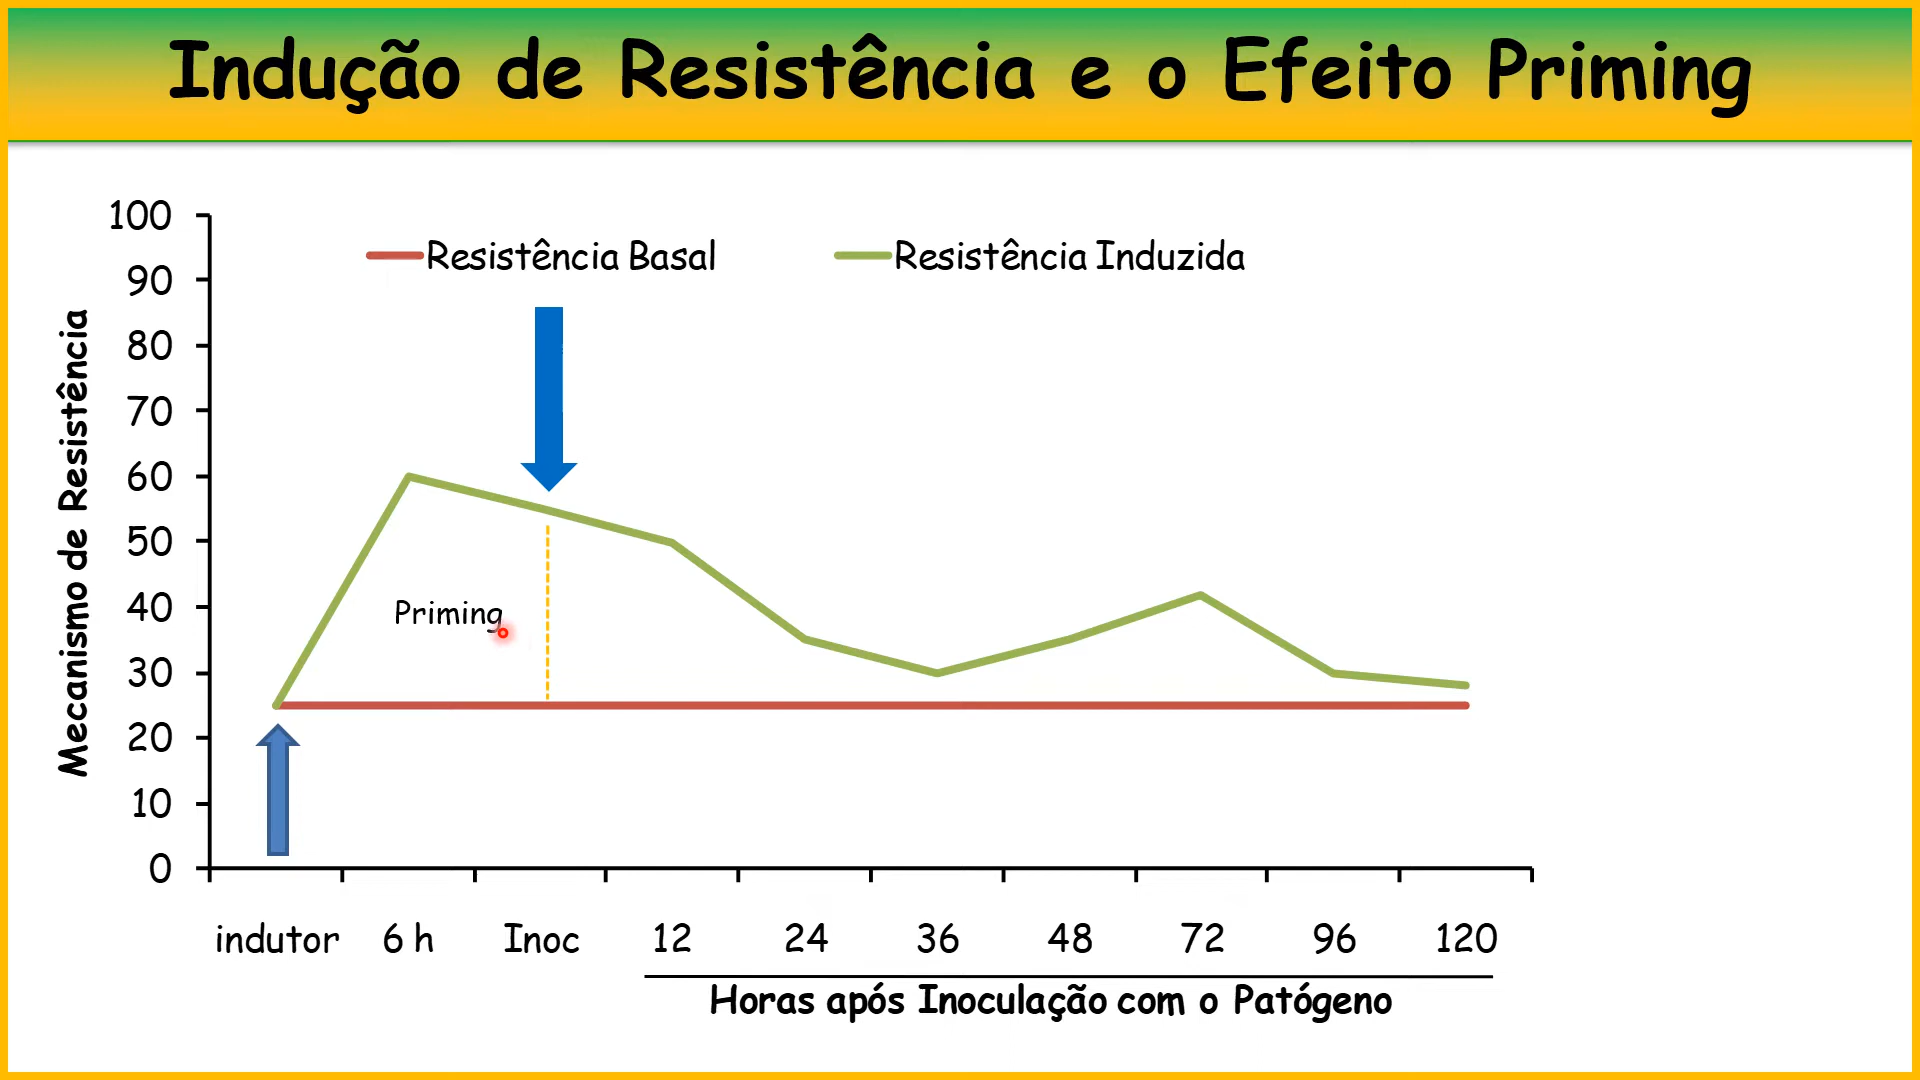 Indução de Resistência e o Efeito Priming
100
90
80
70
60
50
40
30
20
10
0
Mecanismo de Resistência
Resistência Basal
Resistência Induzida
Priming
indutor 6 h Inoc 12 24 36 48 72 96 120
Horas após Inoculação com o Patógeno